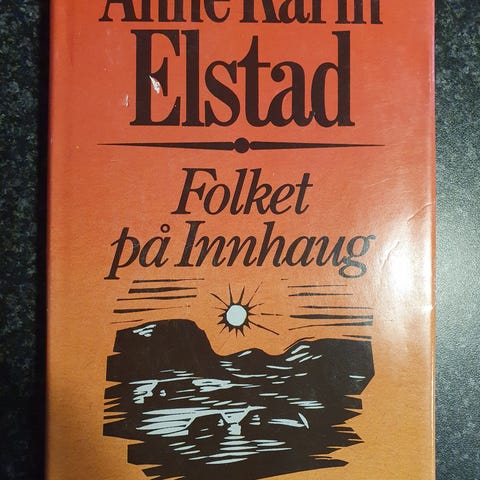 Anne Karin
Elstad
Folket
på Innhaug